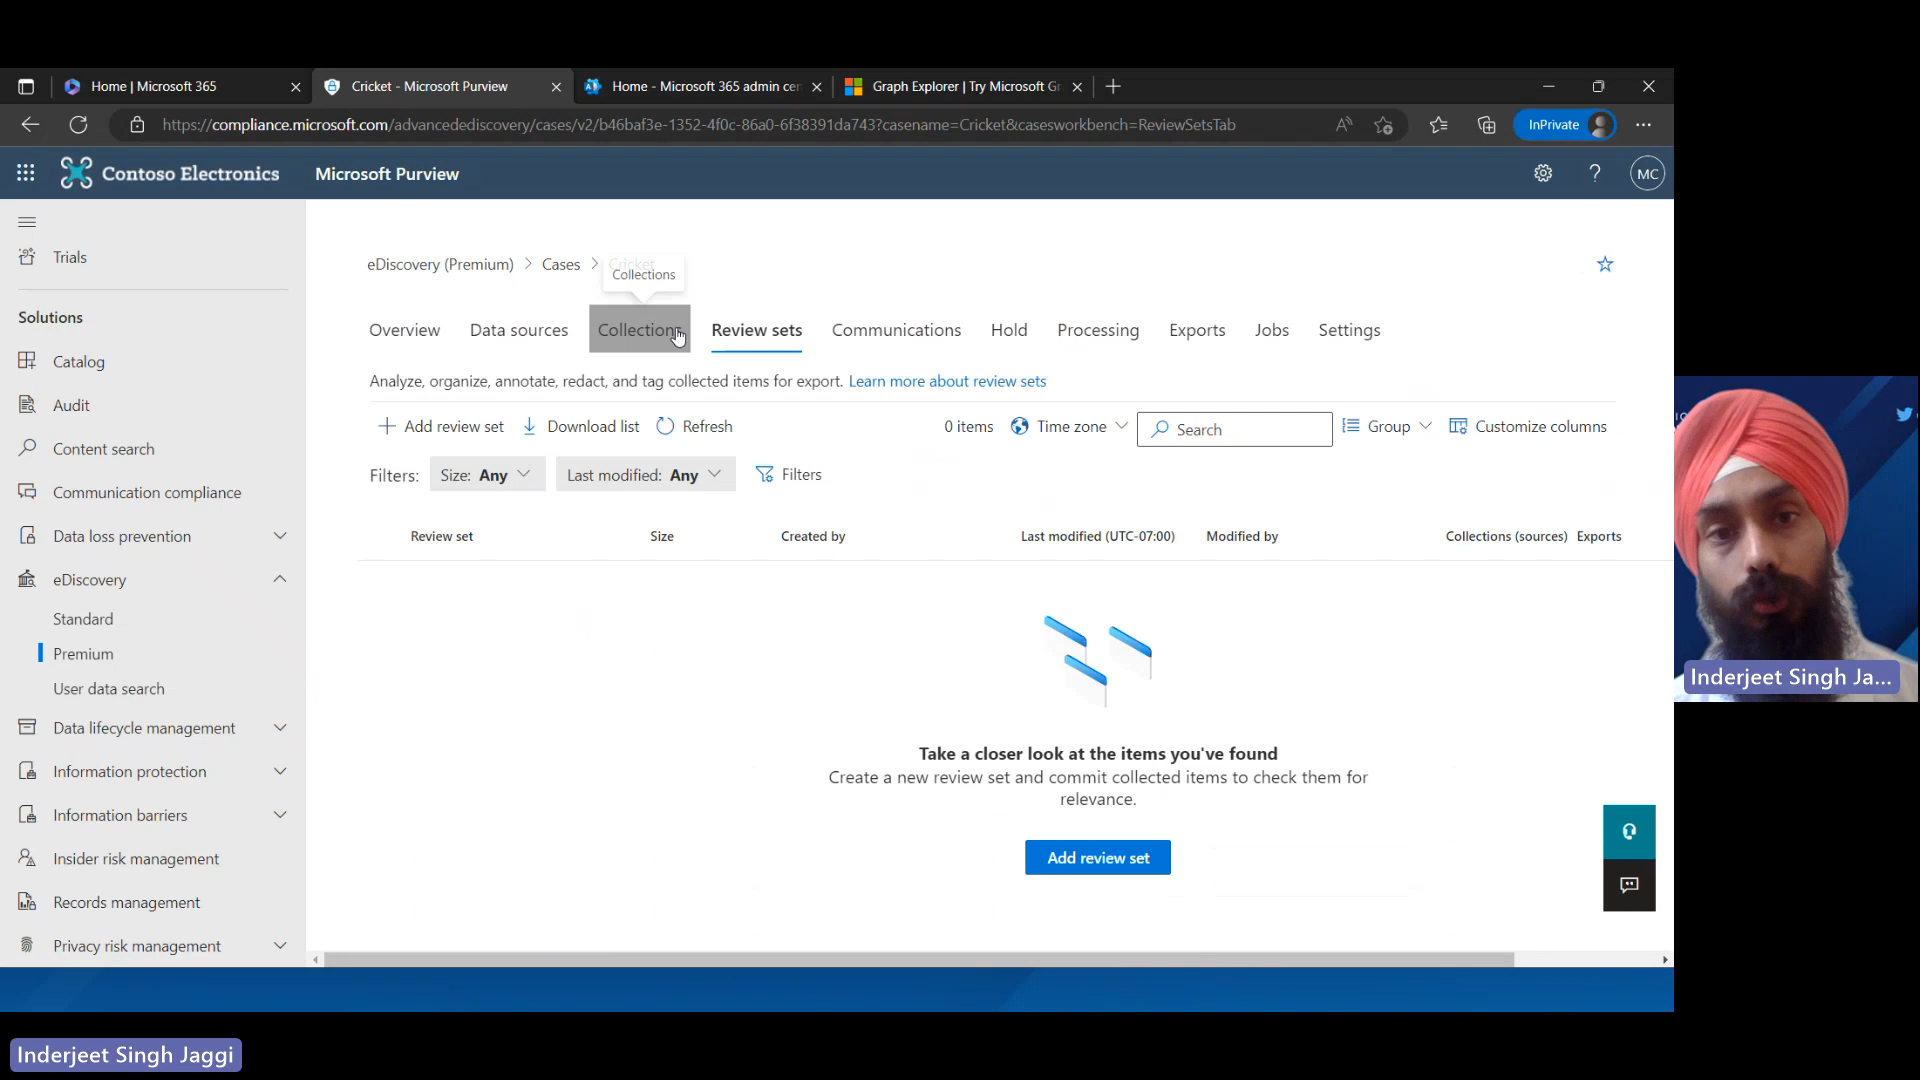 Home | Microsoft 365
Cricket - Microsoft Purview
Home - Microsoft 365 admin cen
Graph Explorer | Try Microsoft Gr
https://compliance.microsoft.com/advancedediscovery/cases/v2/b46baf3e-1352-4f0c-86a0-6f38391da743?casename=Cricket&casesworkbench=ReviewSetsTab
InPrivate
Contoso Electronics
Microsoft Purview
MC
Trials
Solutions
Catalog
Audit
Content search
Communication compliance
Data loss prevention
eDiscovery
Standard
Premium
User data search
Data lifecycle management
Information protection
Information barriers
Insider risk management
Records management
Privacy risk management
eDiscovery (Premium) > Cases > Cricket
Collections
Overview Data sources Collections Review sets Communications Hold Processing Exports Jobs Settings
Analyze, organize, annotate, redact, and tag collected items for export. Learn more about review sets
Add review set Download list Refresh 0 items Time zone Search Group Customize columns
Filters: Size: Any Last modified: Any Filters
Review set Size Created by Last modified (UTC-07:00) Modified by Collections (sources) Exports
Take a closer look at the items you've found
Create a new review set and commit collected items to check them for
relevance.
Add review set
Inderjeet Singh Ja...
Inderjeet Singh Jaggi